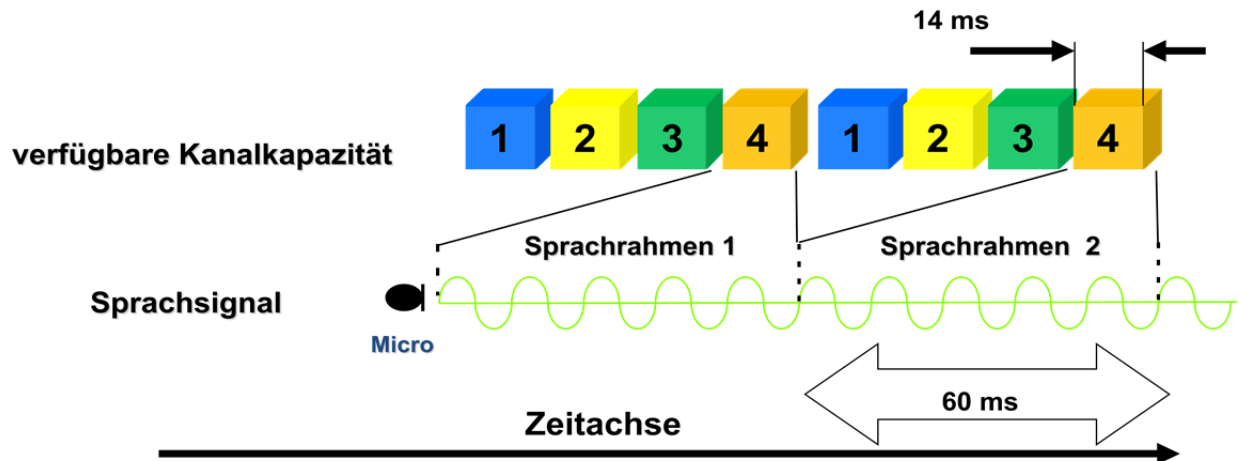 14 ms
verfügbare Kanalkapazität
1 2 3 4 1 2 3 4
Sprachrahmen 1
Sprachrahmen 2
Sprachsignal
Micro
60 ms
Zeitachse